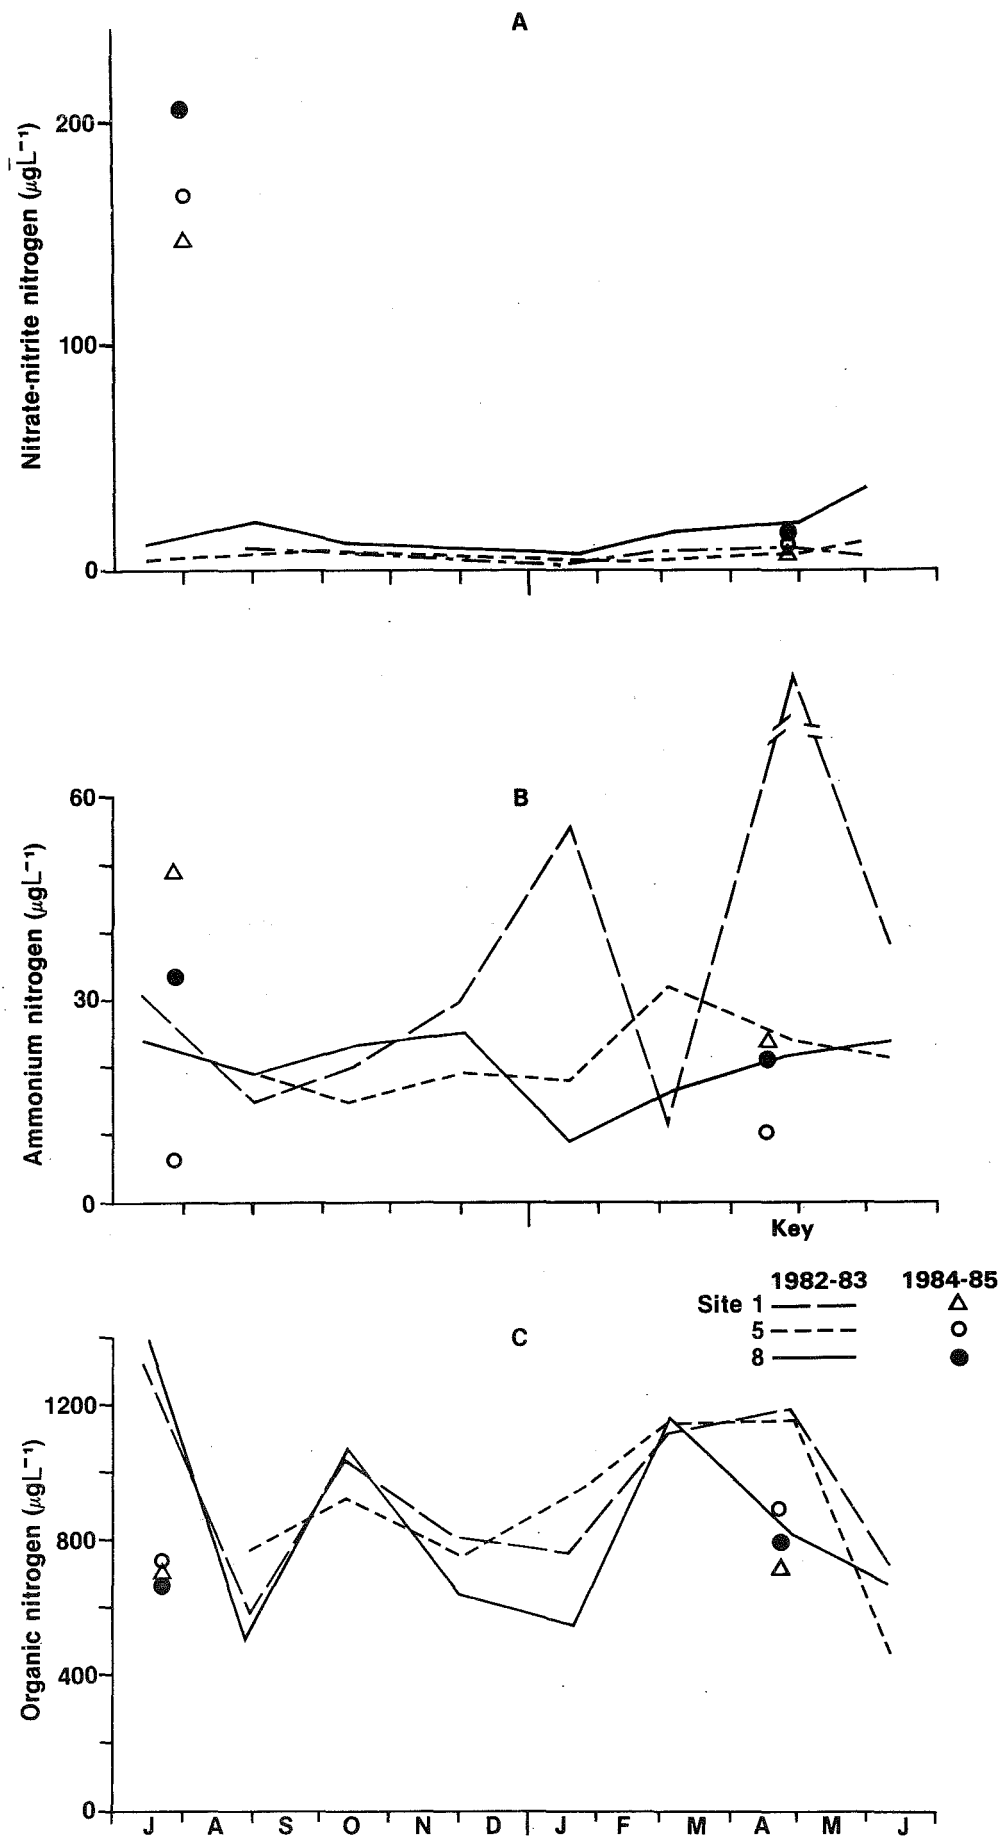 A
Nitrate-nitrite nitrogen (μgL⁻¹)
200
100
0
B
Ammonium nitrogen (μgL⁻¹)
60
30
0
Key
1982-83 1984-85
Site 1
5
8
C
Organic nitrogen (μgL⁻¹)
1200
800
400
0
J A S O N D J F M A M J